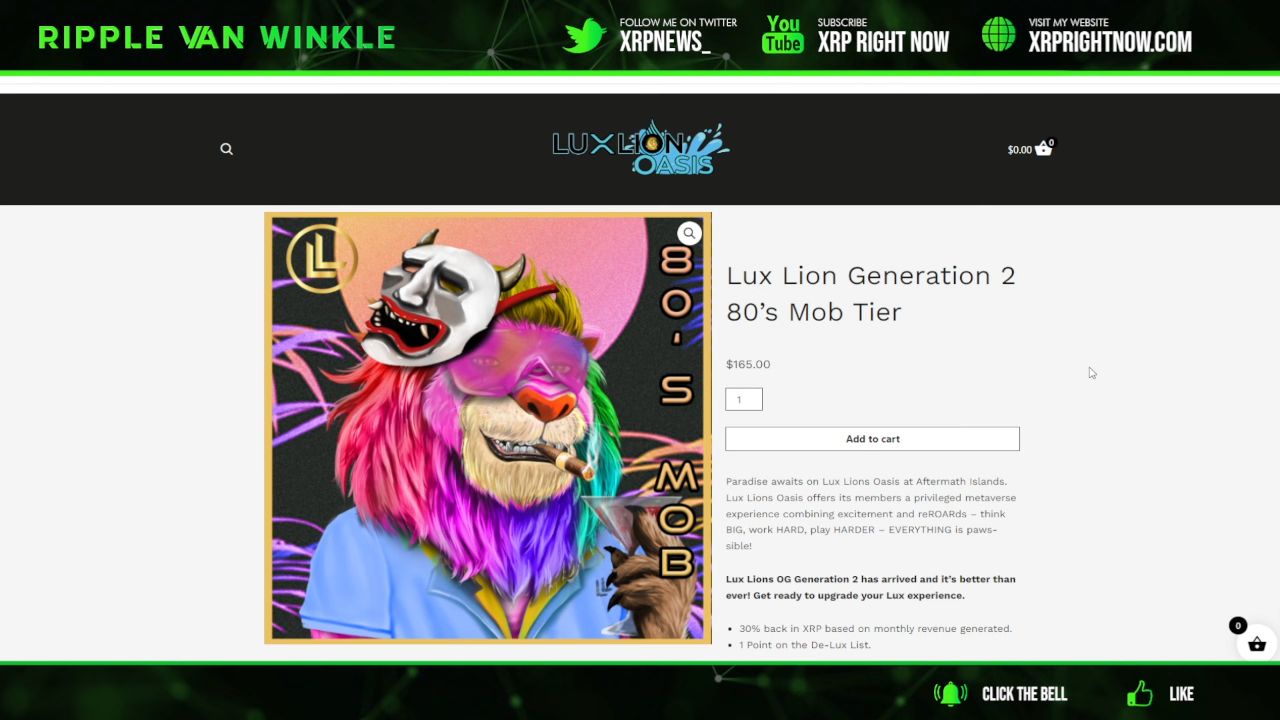 RIPPLE VAN WINKLE
FOLLOW ME ON TWITTER
XRPNEWS_
You
Tube
SUBSCRIBE
XRP RIGHT NOW
VISIT MY WEBSITE
XRPRIGHTNOW.COM
LUX LION
OASIS
$0.00
0
LL
80'S MOB
Lux Lion Generation 2
80’s Mob Tier
$165.00
1
Add to cart
Paradise awaits on Lux Lions Oasis at Aftermath Islands.
Lux Lions Oasis offers its members a privileged metaverse
experience combining excitement and reROARds – think
BIG, work HARD, play HARDER – EVERYTHING is paws-
sible!
Lux Lions OG Generation 2 has arrived and it’s better than
ever! Get ready to upgrade your Lux experience.
• 30% back in XRP based on monthly revenue generated.
• 1 Point on the De-Lux List.
0
CLICK THE BELL
LIKE